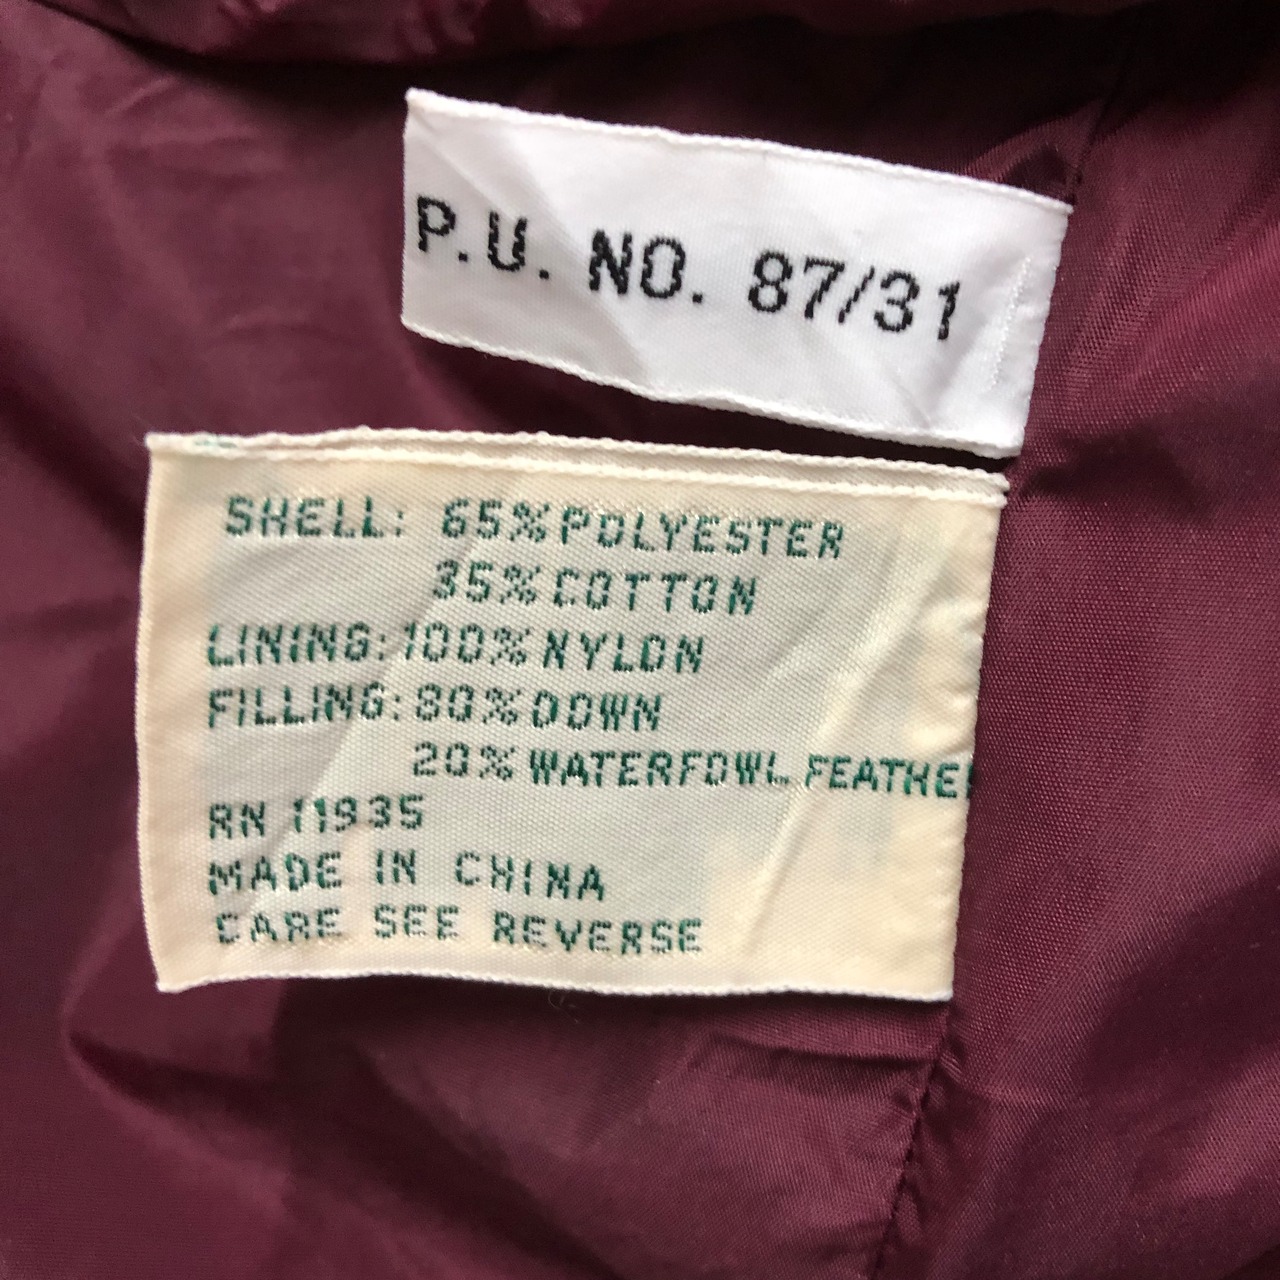 P.U. NO. 87/31
SHELL: 65% POLYESTER
35% COTTON
LINING: 100% NYLON
FILLING: 80% DOWN
20% WATERFOWL FEATHE
RN 11935
MADE IN CHINA
CARE SEE REVERSE